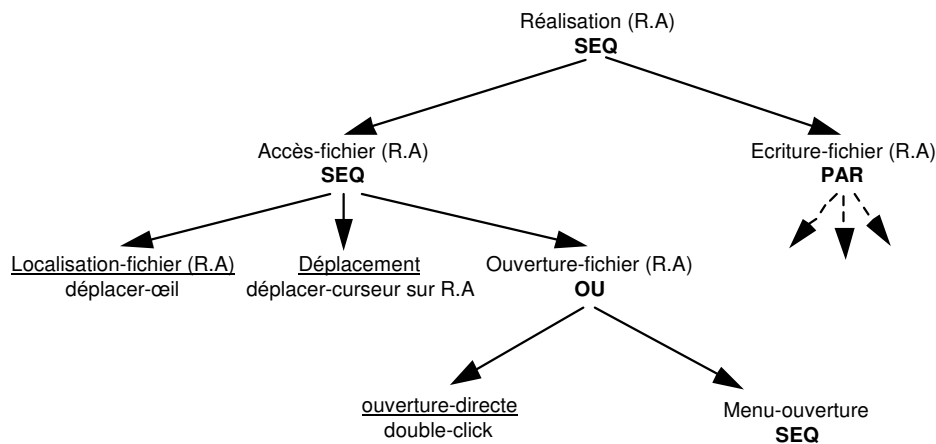 Réalisation (R.A)
SEQ
Accès-fichier (R.A)
SEQ
Ecriture-fichier (R.A)
PAR
Localisation-fichier (R.A)
déplacer-œil
Déplacement
déplacer-curseur sur R.A
Ouverture-fichier (R.A)
OU
ouverture-directe
double-click
Menu-ouverture
SEQ